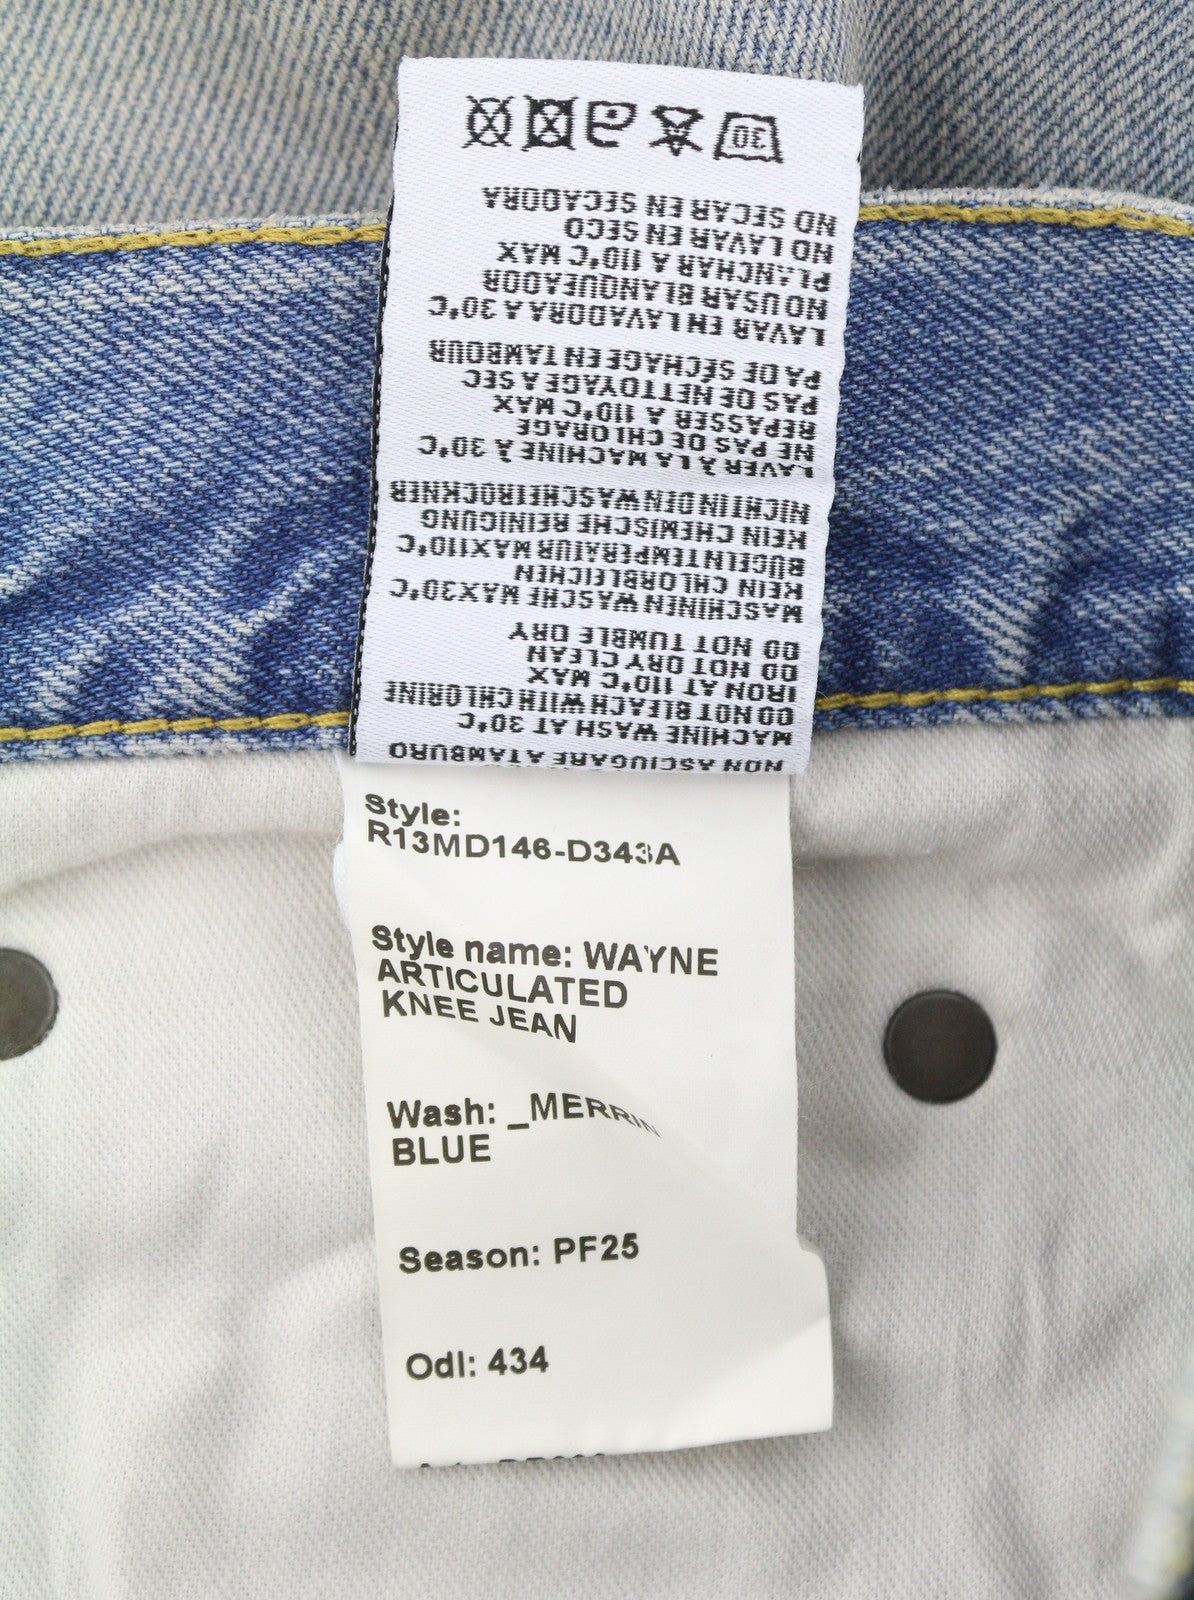 NON ASCIUGARE A TAMBURO
MACHINE WASH AT 30°C
DO NOT BLEACH WITH CHLORINE
IRON AT 110°C MAX
DO NOT DRY CLEAN
DO NOT TUMBLE DRY
MASCHINEN WASCHE MAX30°C
KEIN CHLORBLEICHEN
BÜGELNTEMPERATUR MAX110°C
KEIN CHEMISCHE REINIGUNG
NICHT IN DEN WASCHETROCKNER
LAVER À LA MACHINE À 30°C
NE PAS DE CHLORAGE
REPASSER A 110°C MAX
PAS DE NETTOYAGE A SEC
PA DE SÉCHAGE EN TAMBOUR
LAVAR EN LAVADORA A 30°C
NO USAR BLANQUEADOR
PLANCHAR A 110°C MAX
NO LAVAR EN SECO
NO SECAR EN SECADORA
30
Style:
R13MD146-D343A
Style name: WAYNE
ARTICULATED
KNEE JEAN
Wash: _MERRIN
BLUE
Season: PF25
Odl: 434